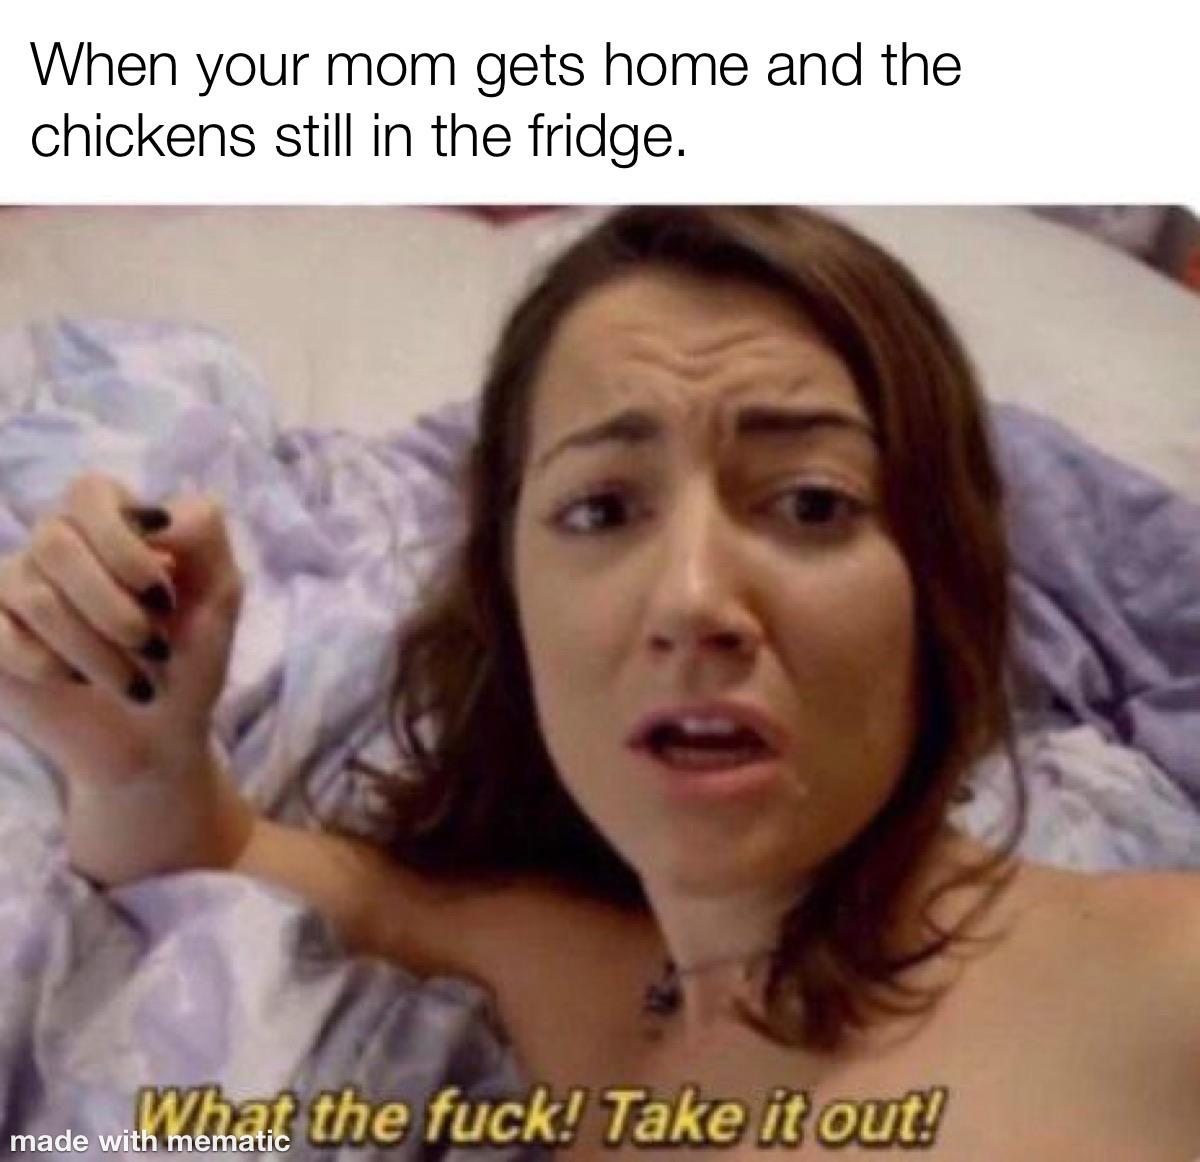 When your mom gets home and the
chickens still in the fridge.
What the fuck! Take it out!
made with mematic